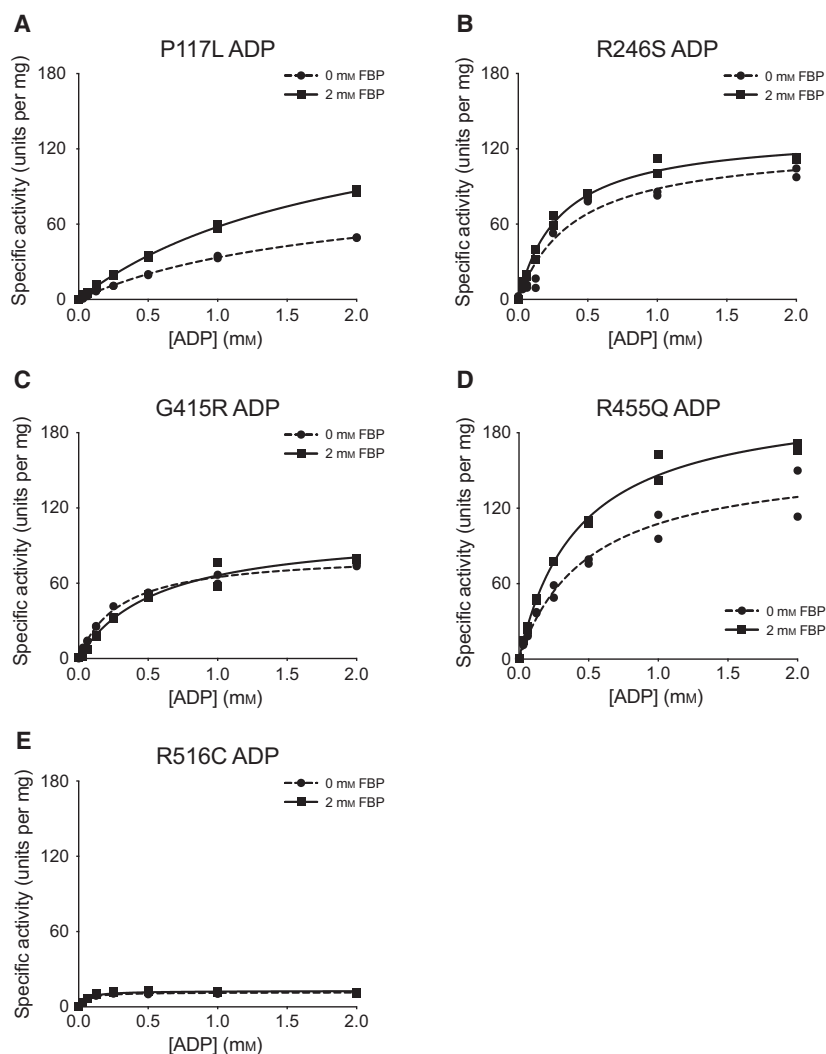 A
P117L ADP
180
120
60
0
0.0 0.5 1.0 1.5 2.0
Specific activity (units per mg)
[ADP] (mM)
0 mM FBP
2 mM FBP
B
R246S ADP
180
120
60
0
0.0 0.5 1.0 1.5 2.0
Specific activity (units per mg)
[ADP] (mM)
0 mM FBP
2 mM FBP
C
G415R ADP
180
120
60
0
0.0 0.5 1.0 1.5 2.0
Specific activity (units per mg)
[ADP] (mM)
0 mM FBP
2 mM FBP
D
R455Q ADP
180
120
60
0
0.0 0.5 1.0 1.5 2.0
Specific activity (units per mg)
[ADP] (mM)
0 mM FBP
2 mM FBP
E
R516C ADP
180
120
60
0
0.0 0.5 1.0 1.5 2.0
Specific activity (units per mg)
[ADP] (mM)
0 mM FBP
2 mM FBP